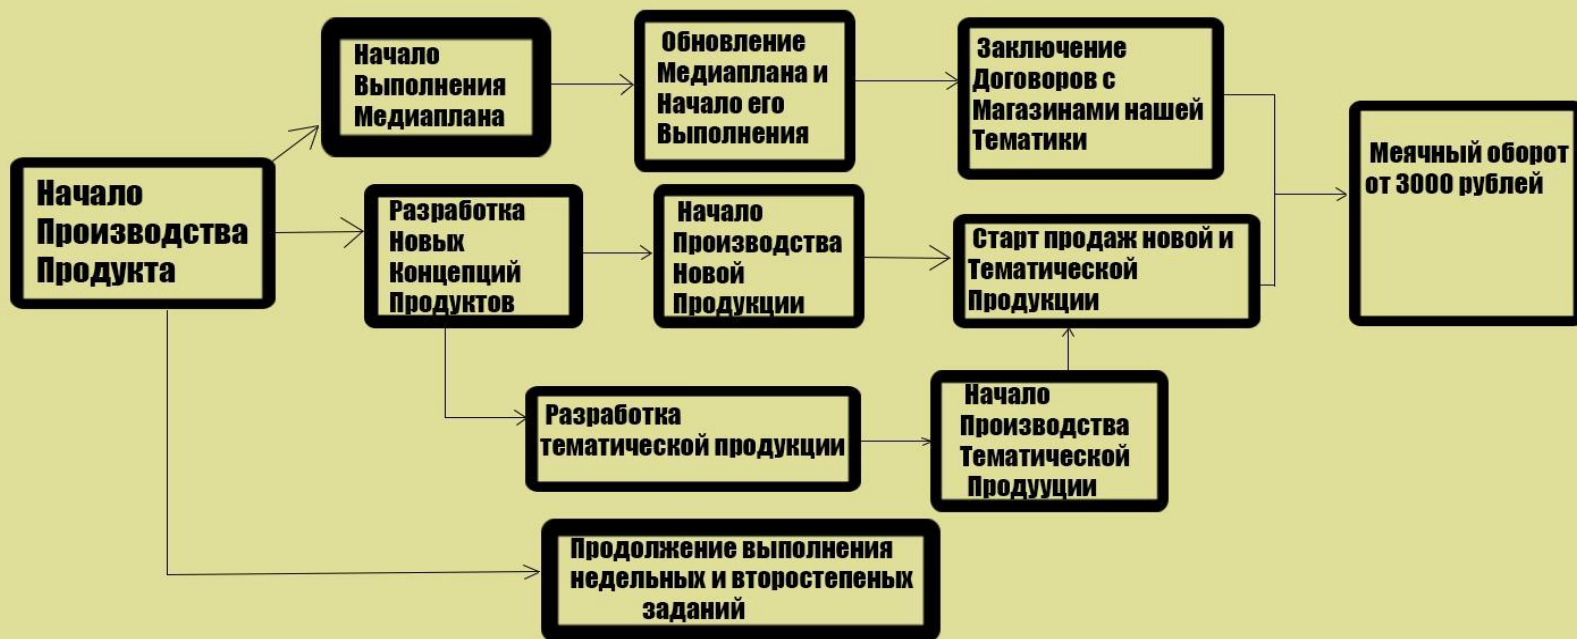 Начало
Выполнения
Медиаплана
Обновление
Медиаплана и
Начало его
Выполнения
Заключение
Договоров с
Магазинами нашей
Тематики
Меячный оборот
от 3000 рублей
Начало
Производства
Продукта
Разработка
Новых
Концепций
Продуктов
Начало
Производства
Новой
Продукции
Старт продаж новой и
Тематической
Продукции
Разработка
тематической продукции
Начало
Производства
Тематической
Продууции
Продолжение выполнения
недельных и второстепеных
заданий